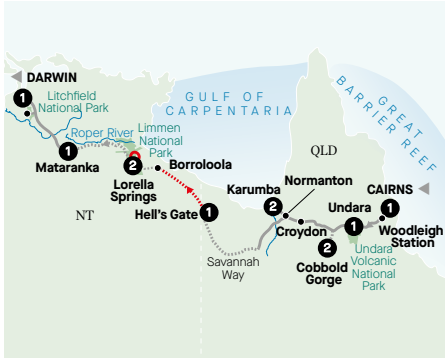 DARWIN
1
Litchfield
National Park
GULF OF
CARPENTARIA
GREAT
BARRIER REEF
Roper River
Limmen
National
Park
1
Mataranka
2
Borroloola
Lorella
Springs
QLD
Normanton
Karumba
2
CAIRNS
1
Undara
1
Hell's Gate
1
NT
Croydon
Woodleigh
Station
2
Cobbold
Gorge
Undara
Volcanic
National
Park
Savannah
Way